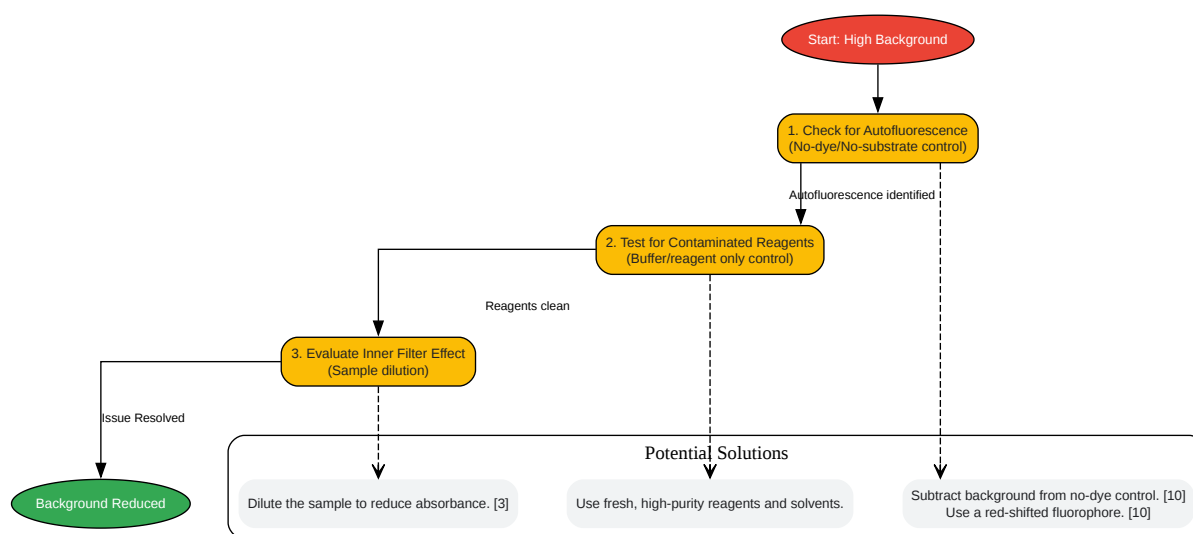 Start: High Background
1. Check for Autofluorescence
(No-dye/No-substrate control)
Autofluorescence identified
2. Test for Contaminated Reagents
(Buffer/reagent only control)
Reagents clean
3. Evaluate Inner Filter Effect
(Sample dilution)
Issue Resolved
Potential Solutions
Background Reduced
Dilute the sample to reduce absorbance. [3]
Use fresh, high-purity reagents and solvents.
Subtract background from no-dye control. [10]
Use a red-shifted fluorophore. [10]